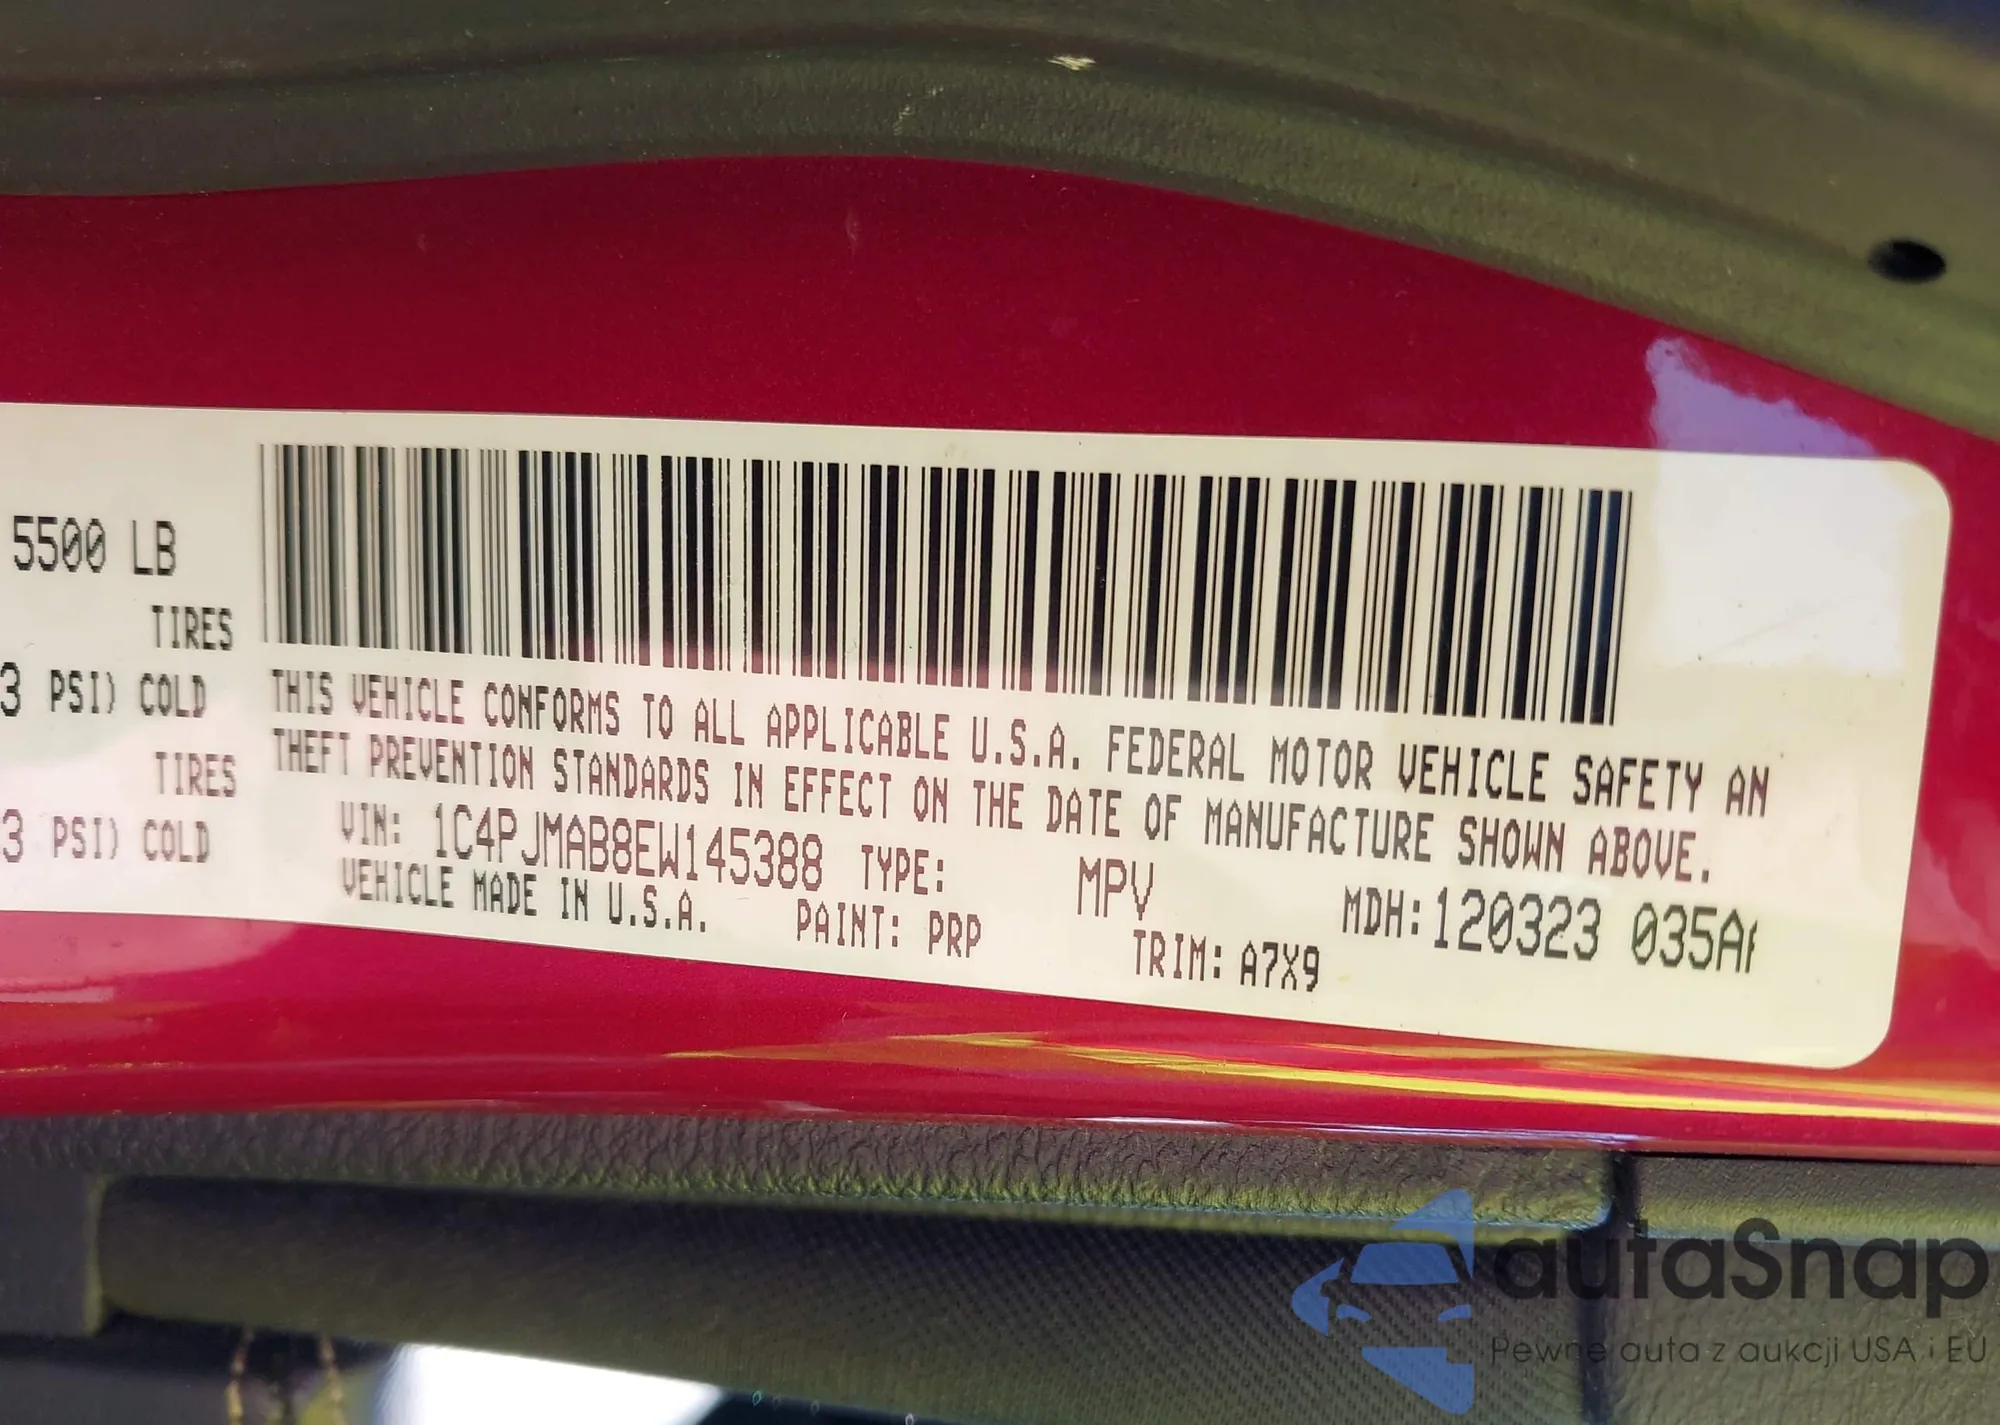 5500 LB
TIRES
3 PSI) COLD
TIRES
3 PSI) COLD
THIS VEHICLE CONFORMS TO ALL APPLICABLE U.S.A. FEDERAL MOTOR VEHICLE SAFETY AN
THEFT PREVENTION STANDARDS IN EFFECT ON THE DATE OF MANUFACTURE SHOWN ABOVE.
VIN: 1C4PJMAB8EW145388 TYPE: MPV MDH:120323 035A
VEHICLE MADE IN U.S.A. PAINT: PRP TRIM: A7X9
autaSnap
Pewne auta z aukcji USA i EU